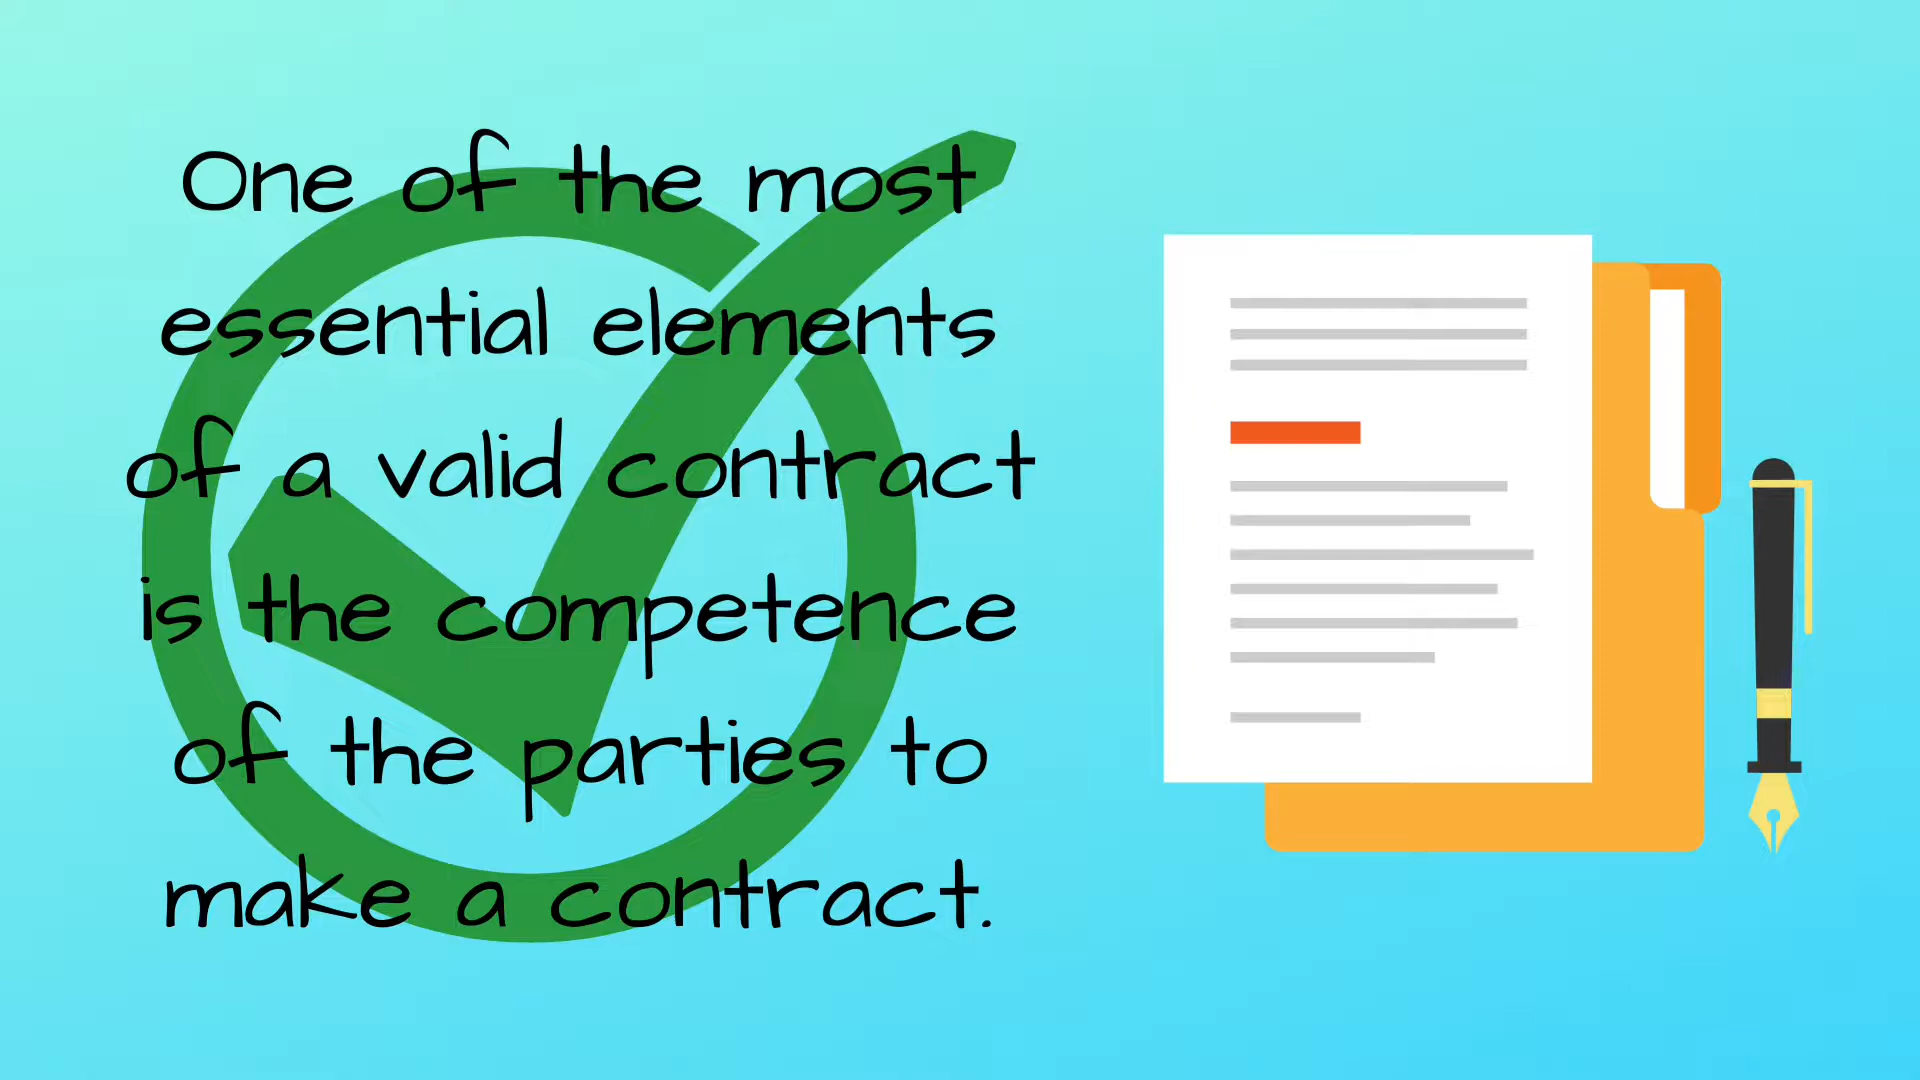 One of the most
essential elements
of a valid contract
is the competence
of the parties to
make a contract.